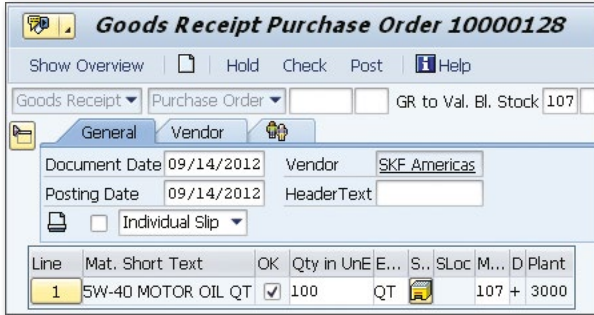 Goods Receipt Purchase Order 10000128
Show Overview Hold Check Post Help
Goods Receipt Purchase Order GR to Val. Bl. Stock 107
General Vendor
Document Date 09/14/2012 Vendor SKF Americas
Posting Date 09/14/2012 HeaderText
Individual Slip
Line Mat. Short Text OK Qty in UnE E... S.. SLoc M... D Plant
1 5W-40 MOTOR OIL QT 100 QT 107 + 3000